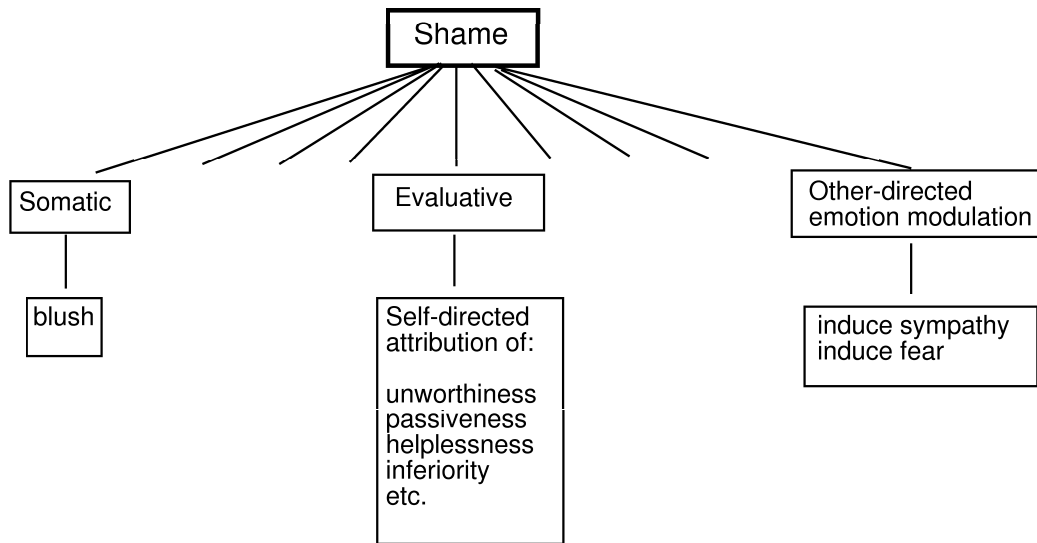 Shame
Somatic
Evaluative
Other-directed
emotion modulation
blush
Self-directed
attribution of:
unworthiness
passiveness
helplessness
inferiority
etc.
induce sympathy
induce fear